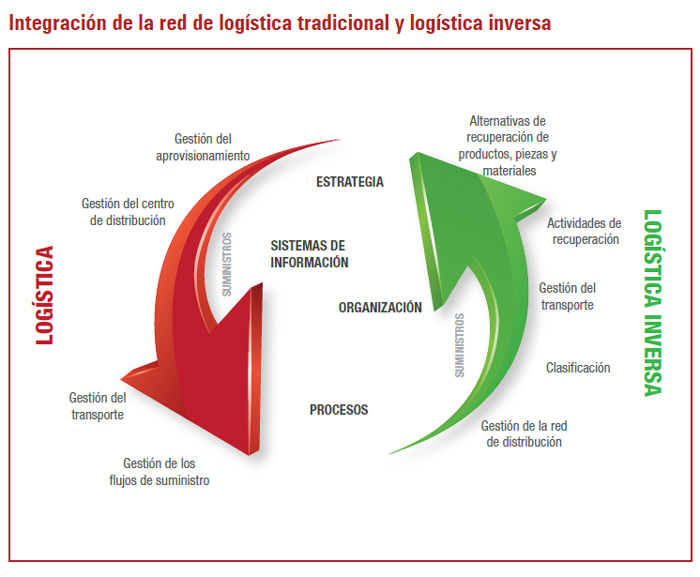 Integración de la red de logística tradicional y logística inversa
LOGÍSTICA
Gestión del
aprovisionamiento
Gestión del centro
de distribución
Gestión del
transporte
Gestión de los
flujos de suministro
SUMINISTROS
ESTRATEGIA
SISTEMAS DE
INFORMACIÓN
ORGANIZACIÓN
PROCESOS
SUMINISTROS
Alternativas de
recuperación de
productos, piezas y
materiales
Actividades de
recuperación
Gestión del
transporte
Clasificación
Gestión de la red
de distribución
LOGÍSTICA INVERSA